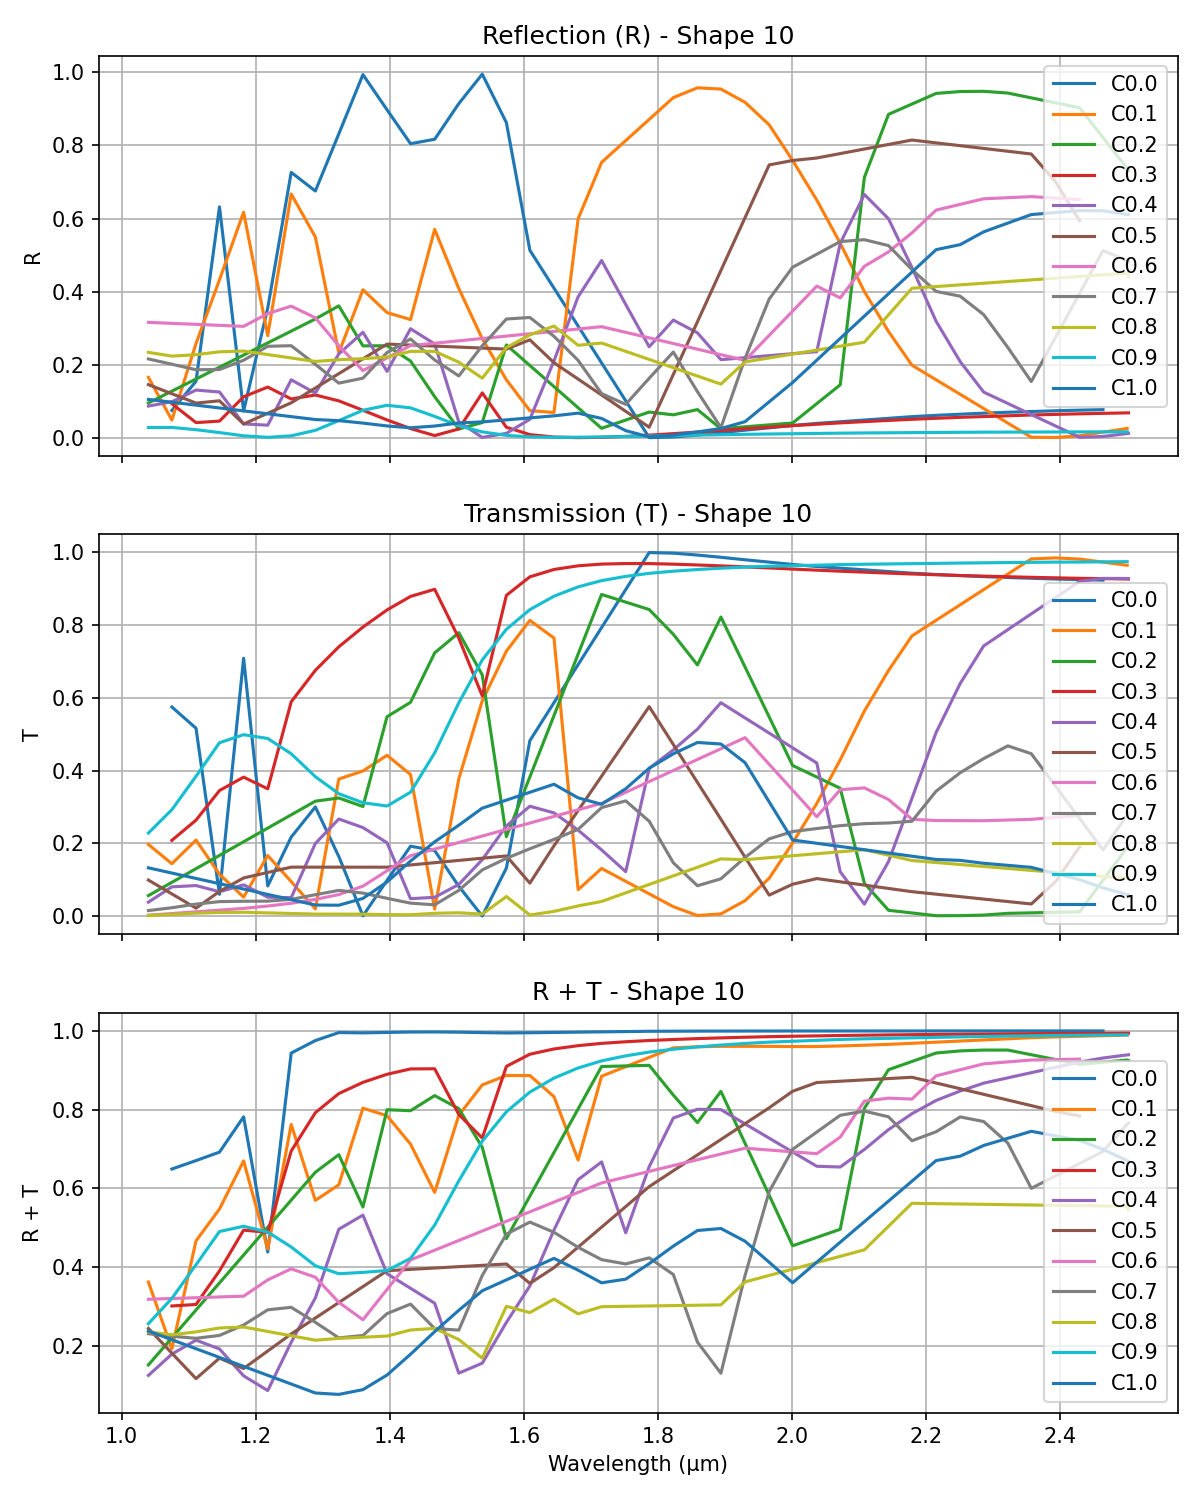 Reflection (R) - Shape 10
1.0
0.8
0.6
0.4
0.2
0.0
R
C0.0
C0.1
C0.2
C0.3
C0.4
C0.5
C0.6
C0.7
C0.8
C0.9
C1.0
Transmission (T) - Shape 10
1.0
0.8
0.6
0.4
0.2
0.0
T
C0.0
C0.1
C0.2
C0.3
C0.4
C0.5
C0.6
C0.7
C0.8
C0.9
C1.0
R + T - Shape 10
1.0
0.8
0.6
0.4
0.2
R + T
C0.0
C0.1
C0.2
C0.3
C0.4
C0.5
C0.6
C0.7
C0.8
C0.9
C1.0
1.0 1.2 1.4 1.6 1.8 2.0 2.2 2.4
Wavelength (μm)